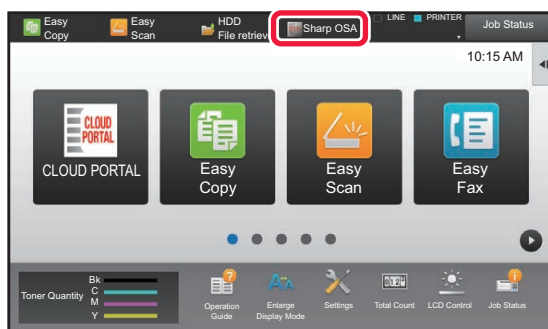 Easy
Copy
Easy
Scan
HDD
File retriev
Sharp OSA
LINE
PRINTER
Job Status
10:15 AM
CLOUD
PORTAL
CLOUD PORTAL
Easy
Copy
Easy
Scan
Easy
Fax
Toner Quantity
Bk
C
M
Y
Operation
Guide
Enlarge
Display Mode
Settings
Total Count
LCD Control
Job Status